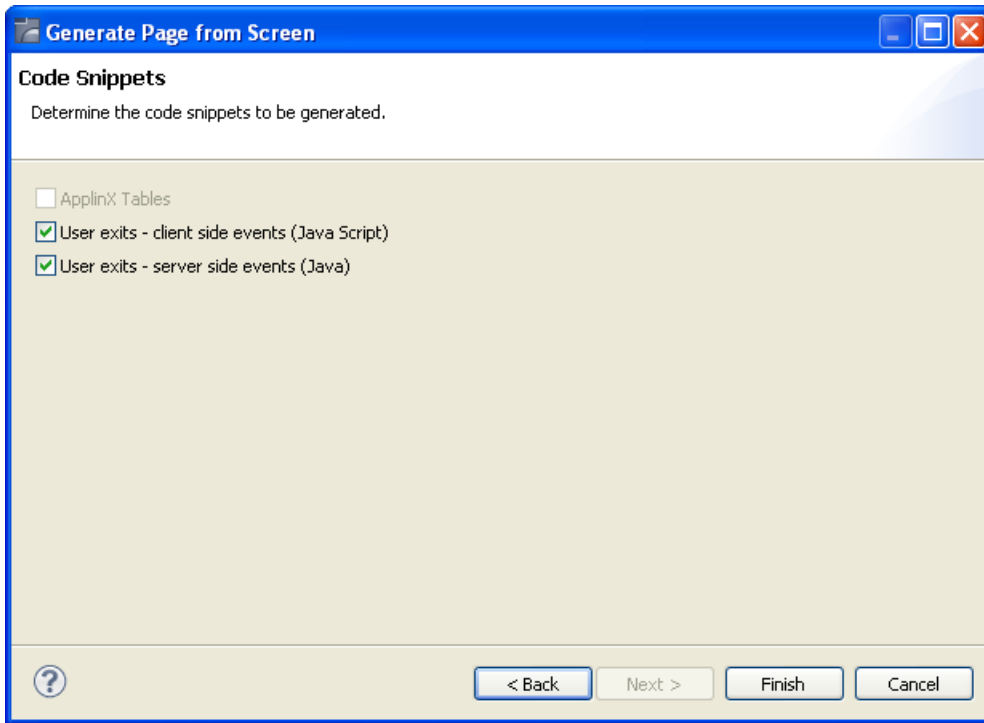 Generate Page from Screen
Code Snippets
Determine the code snippets to be generated.
ApplinX Tables
User exits - client side events (Java Script)
User exits - server side events (Java)
?
< Back
Next >
Finish
Cancel